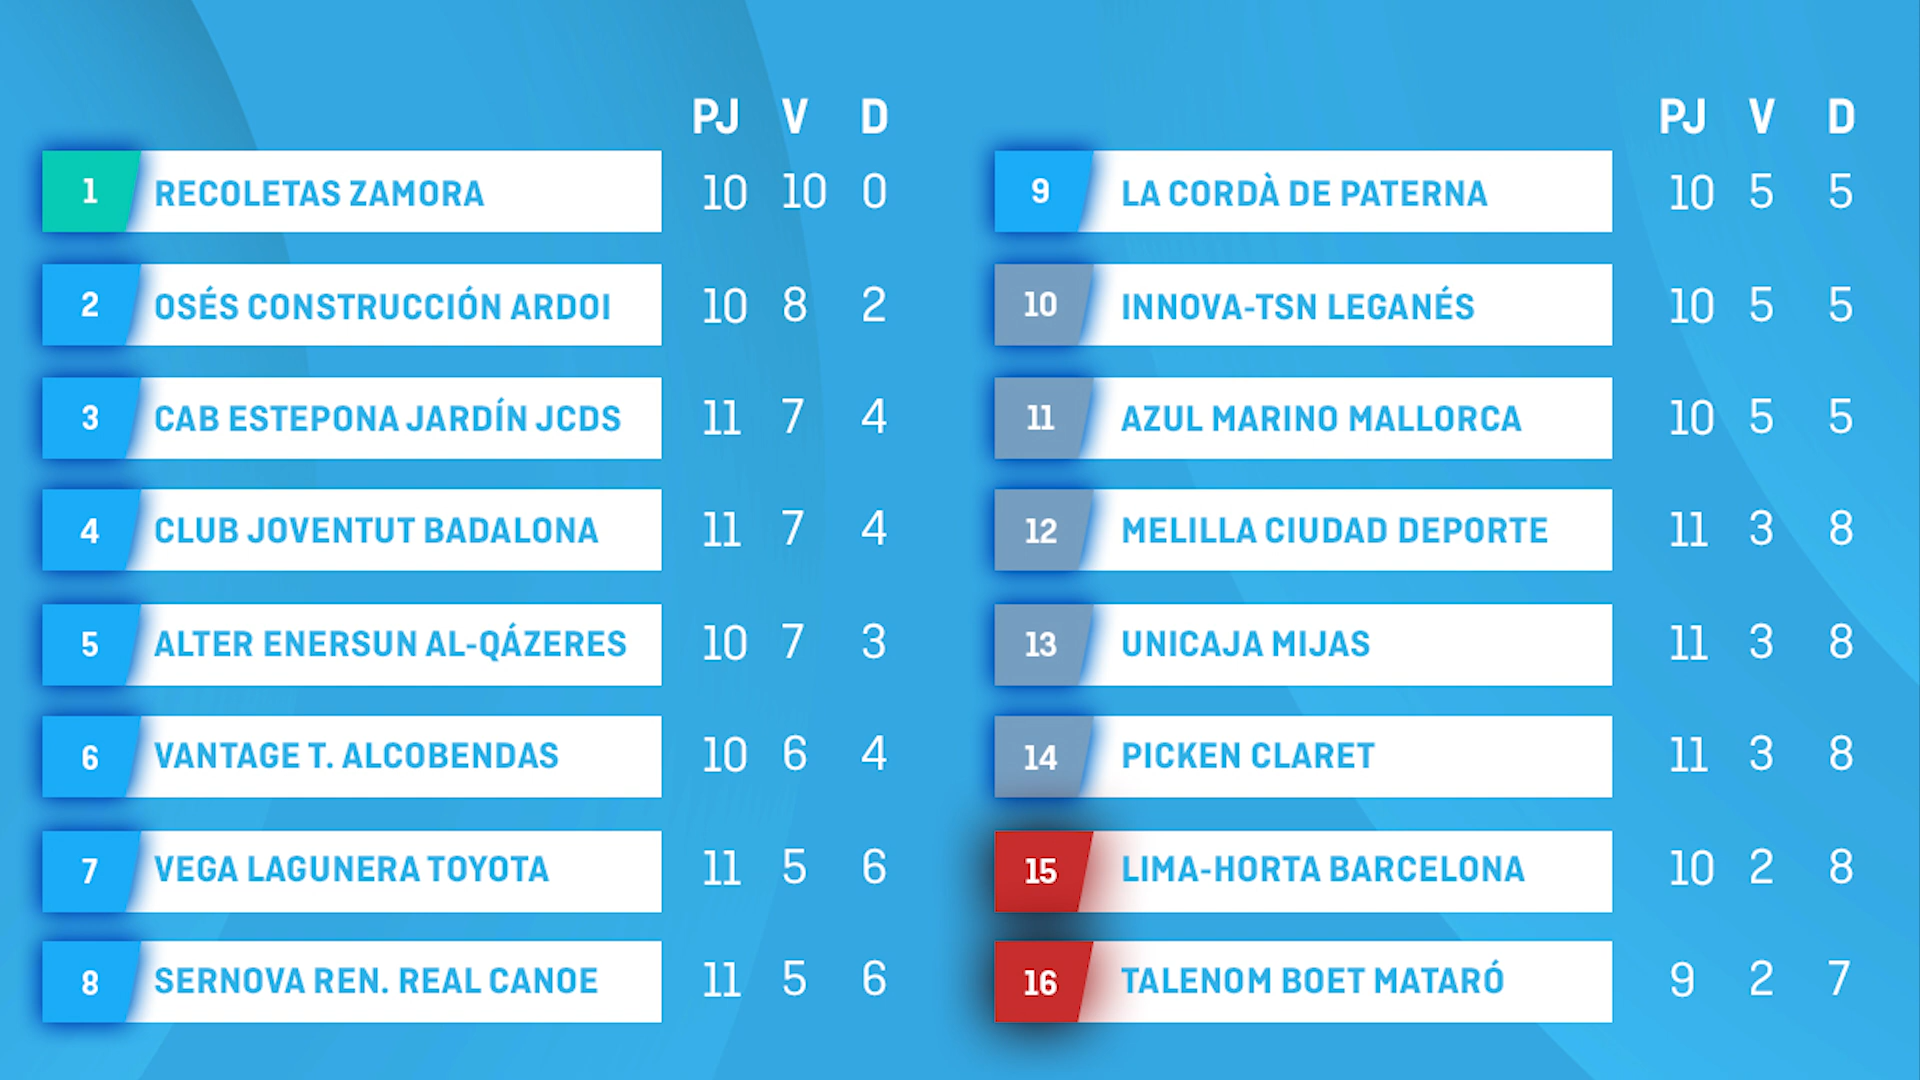 PJ V D
1 RECOLETAS ZAMORA 10 10 0
2 OSÉS CONSTRUCCIÓN ARDOI 10 8 2
3 CAB ESTEPONA JARDÍN JCDS 11 7 4
4 CLUB JOVENTUT BADALONA 11 7 4
5 ALTER ENERSUN AL-QÁZERES 10 7 3
6 VANTAGE T. ALCOBENDAS 10 6 4
7 VEGA LAGUNERA TOYOTA 11 5 6
8 SERNOVA REN. REAL CANOE 11 5 6
PJ V D
9 LA CORDÀ DE PATERNA 10 5 5
10 INNOVA-TSN LEGANÉS 10 5 5
11 AZUL MARINO MALLORCA 10 5 5
12 MELILLA CIUDAD DEPORTE 11 3 8
13 UNICAJA MIJAS 11 3 8
14 PICKEN CLARET 11 3 8
15 LIMA-HORTA BARCELONA 10 2 8
16 TALENOM BOET MATARÓ 9 2 7